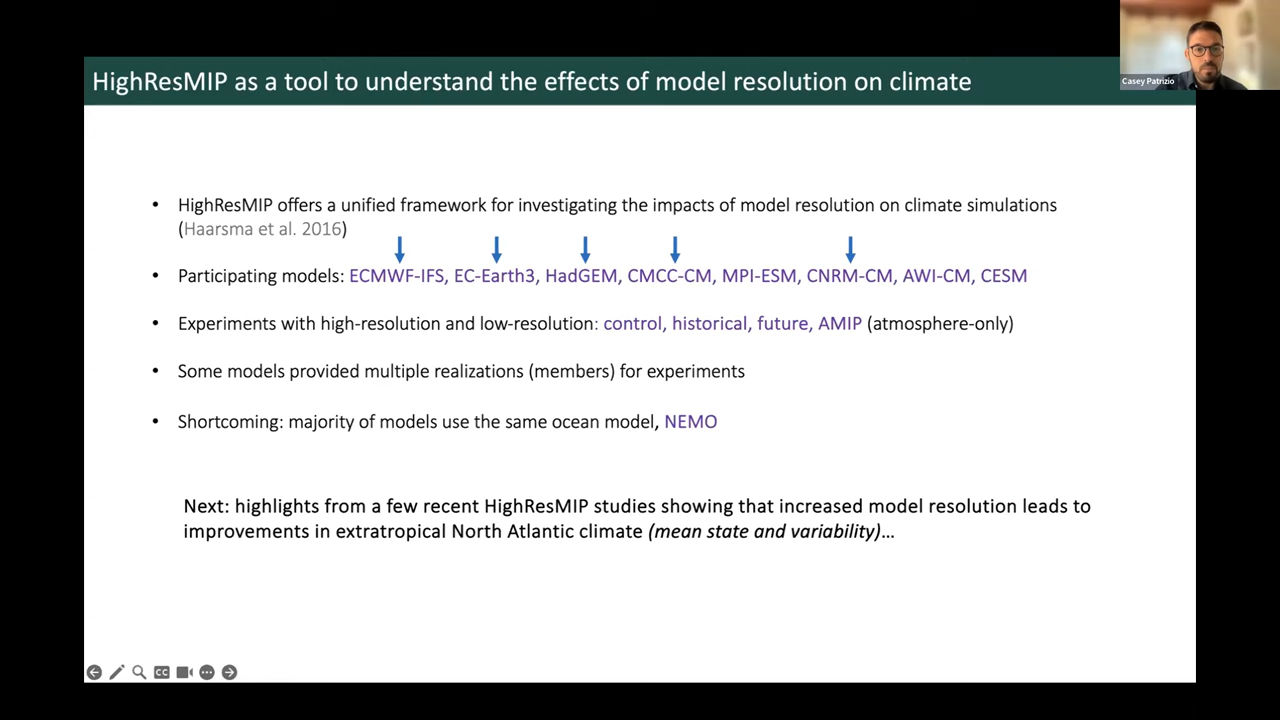 HighResMIP as a tool to understand the effects of model resolution on climate
Casey Patrizio
• HighResMIP offers a unified framework for investigating the impacts of model resolution on climate simulations
(Haarsma et al. 2016)
• Participating models: ECMWF-IFS, EC-Earth3, HadGEM, CMCC-CM, MPI-ESM, CNRM-CM, AWI-CM, CESM
• Experiments with high-resolution and low-resolution: control, historical, future, AMIP (atmosphere-only)
• Some models provided multiple realizations (members) for experiments
• Shortcoming: majority of models use the same ocean model, NEMO
Next: highlights from a few recent HighResMIP studies showing that increased model resolution leads to
improvements in extratropical North Atlantic climate (mean state and variability)...
CC